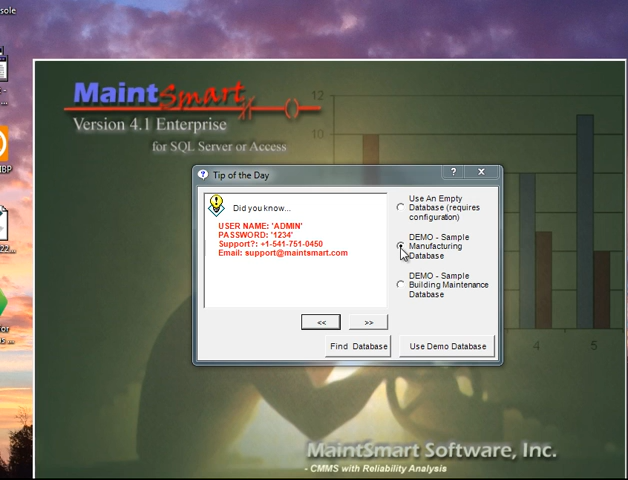 sole
MaintSmart
Version 4.1 Enterprise
for SQL Server or Access
12
10
Tip of the Day
?
X
Did you know...
USER NAME: 'ADMIN'
PASSWORD: '1234'
Support?: +1-541-751-0450
Email: support@maintsmart.com
Use An Empty
Database (requires
configuration)
DEMO - Sample
Manufacturing
Database
DEMO - Sample
Building Maintenance
Database
<<
>>
Find Database
Use Demo Database
4
5
IBP
22...
for
s ...
MaintSmart Software, Inc.
- CMMS with Reliability Analysis